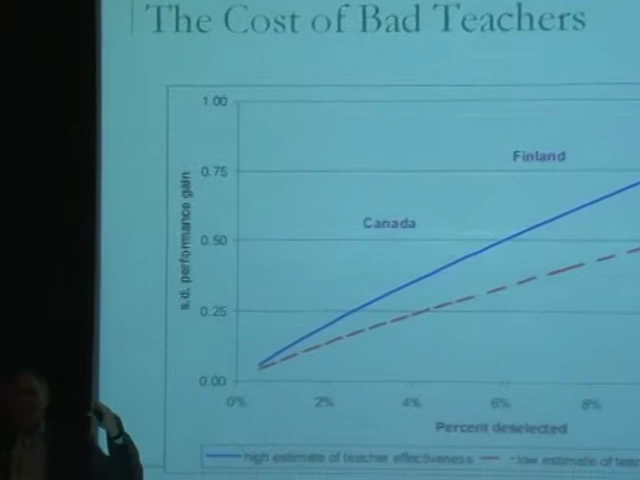 The Cost of Bad Teachers
1.00
Finland
0.75
Canada
s.d. performance gain
0.50
0.25
0.00
0% 2% 4% 6% 8%
Percent deselected
high estimate of teacher effectiveness low estimate of teac